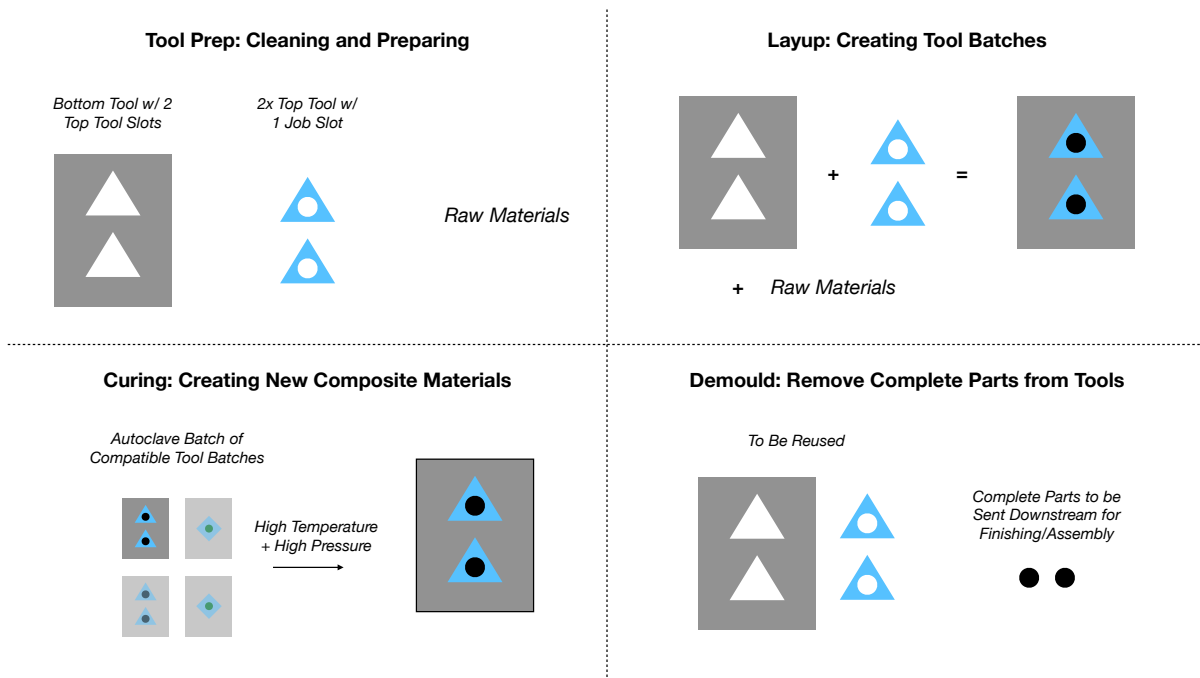 Tool Prep: Cleaning and Preparing
Bottom Tool w/ 2
Top Tool Slots
2x Top Tool w/
1 Job Slot
Raw Materials
Layup: Creating Tool Batches
+
=
+ Raw Materials
Curing: Creating New Composite Materials
Autoclave Batch of
Compatible Tool Batches
High Temperature
+ High Pressure
Demould: Remove Complete Parts from Tools
To Be Reused
Complete Parts to be
Sent Downstream for
Finishing/Assembly